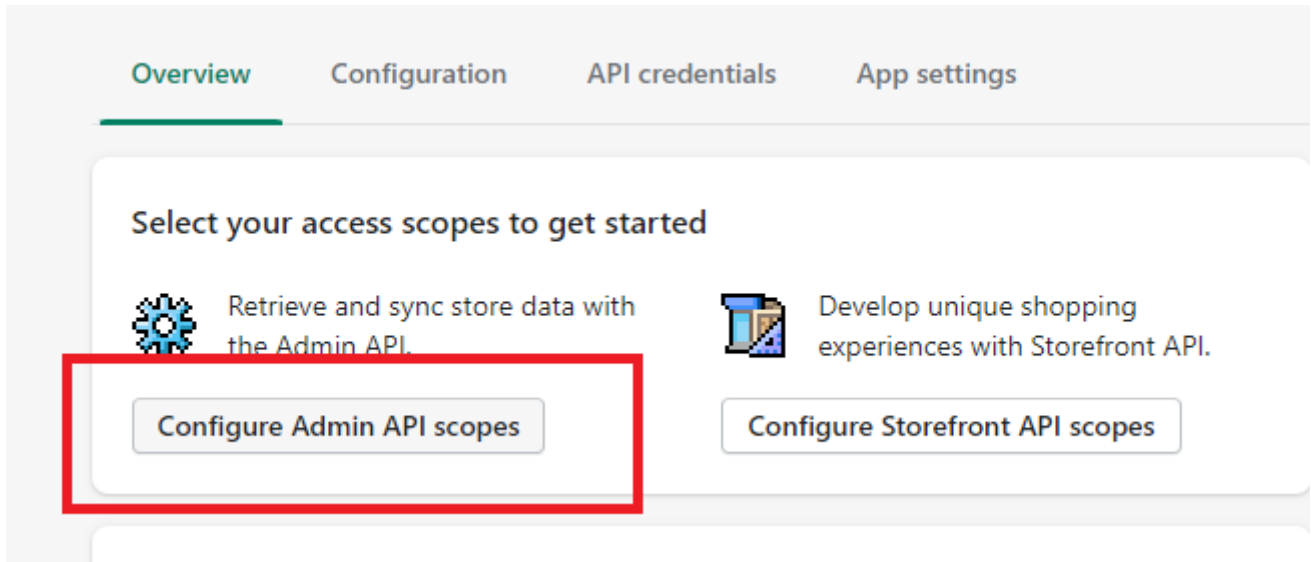 Overview Configuration API credentials App settings
Select your access scopes to get started
Retrieve and sync store data with
the Admin API.
Configure Admin API scopes
Develop unique shopping
experiences with Storefront API.
Configure Storefront API scopes